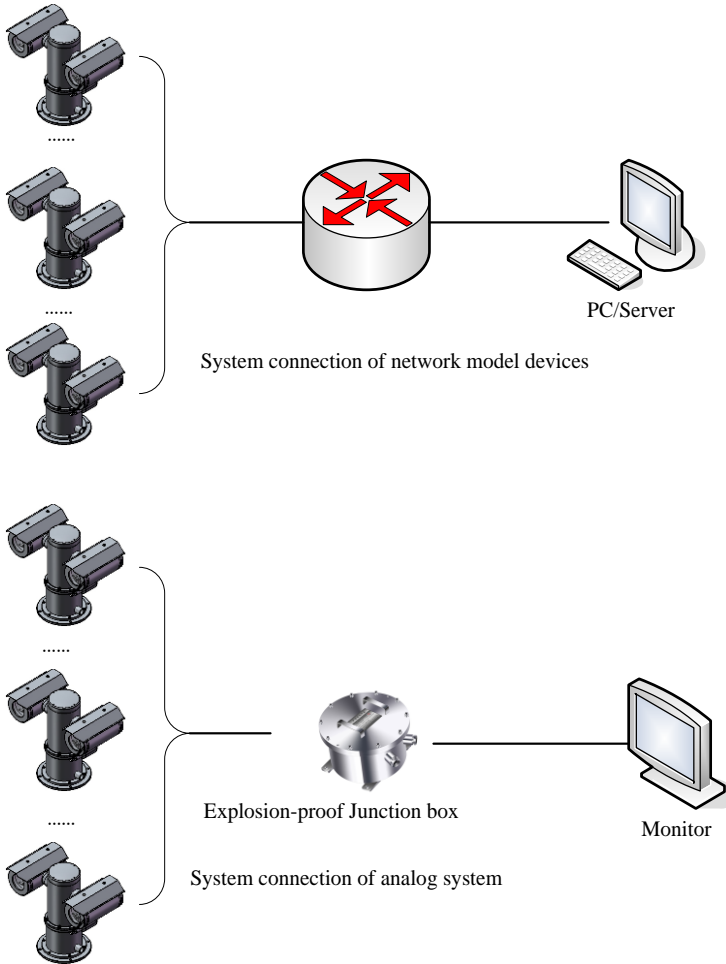 ......
......
PC/Server
System connection of network model devices
......
......
Explosion-proof Junction box
Monitor
System connection of analog system